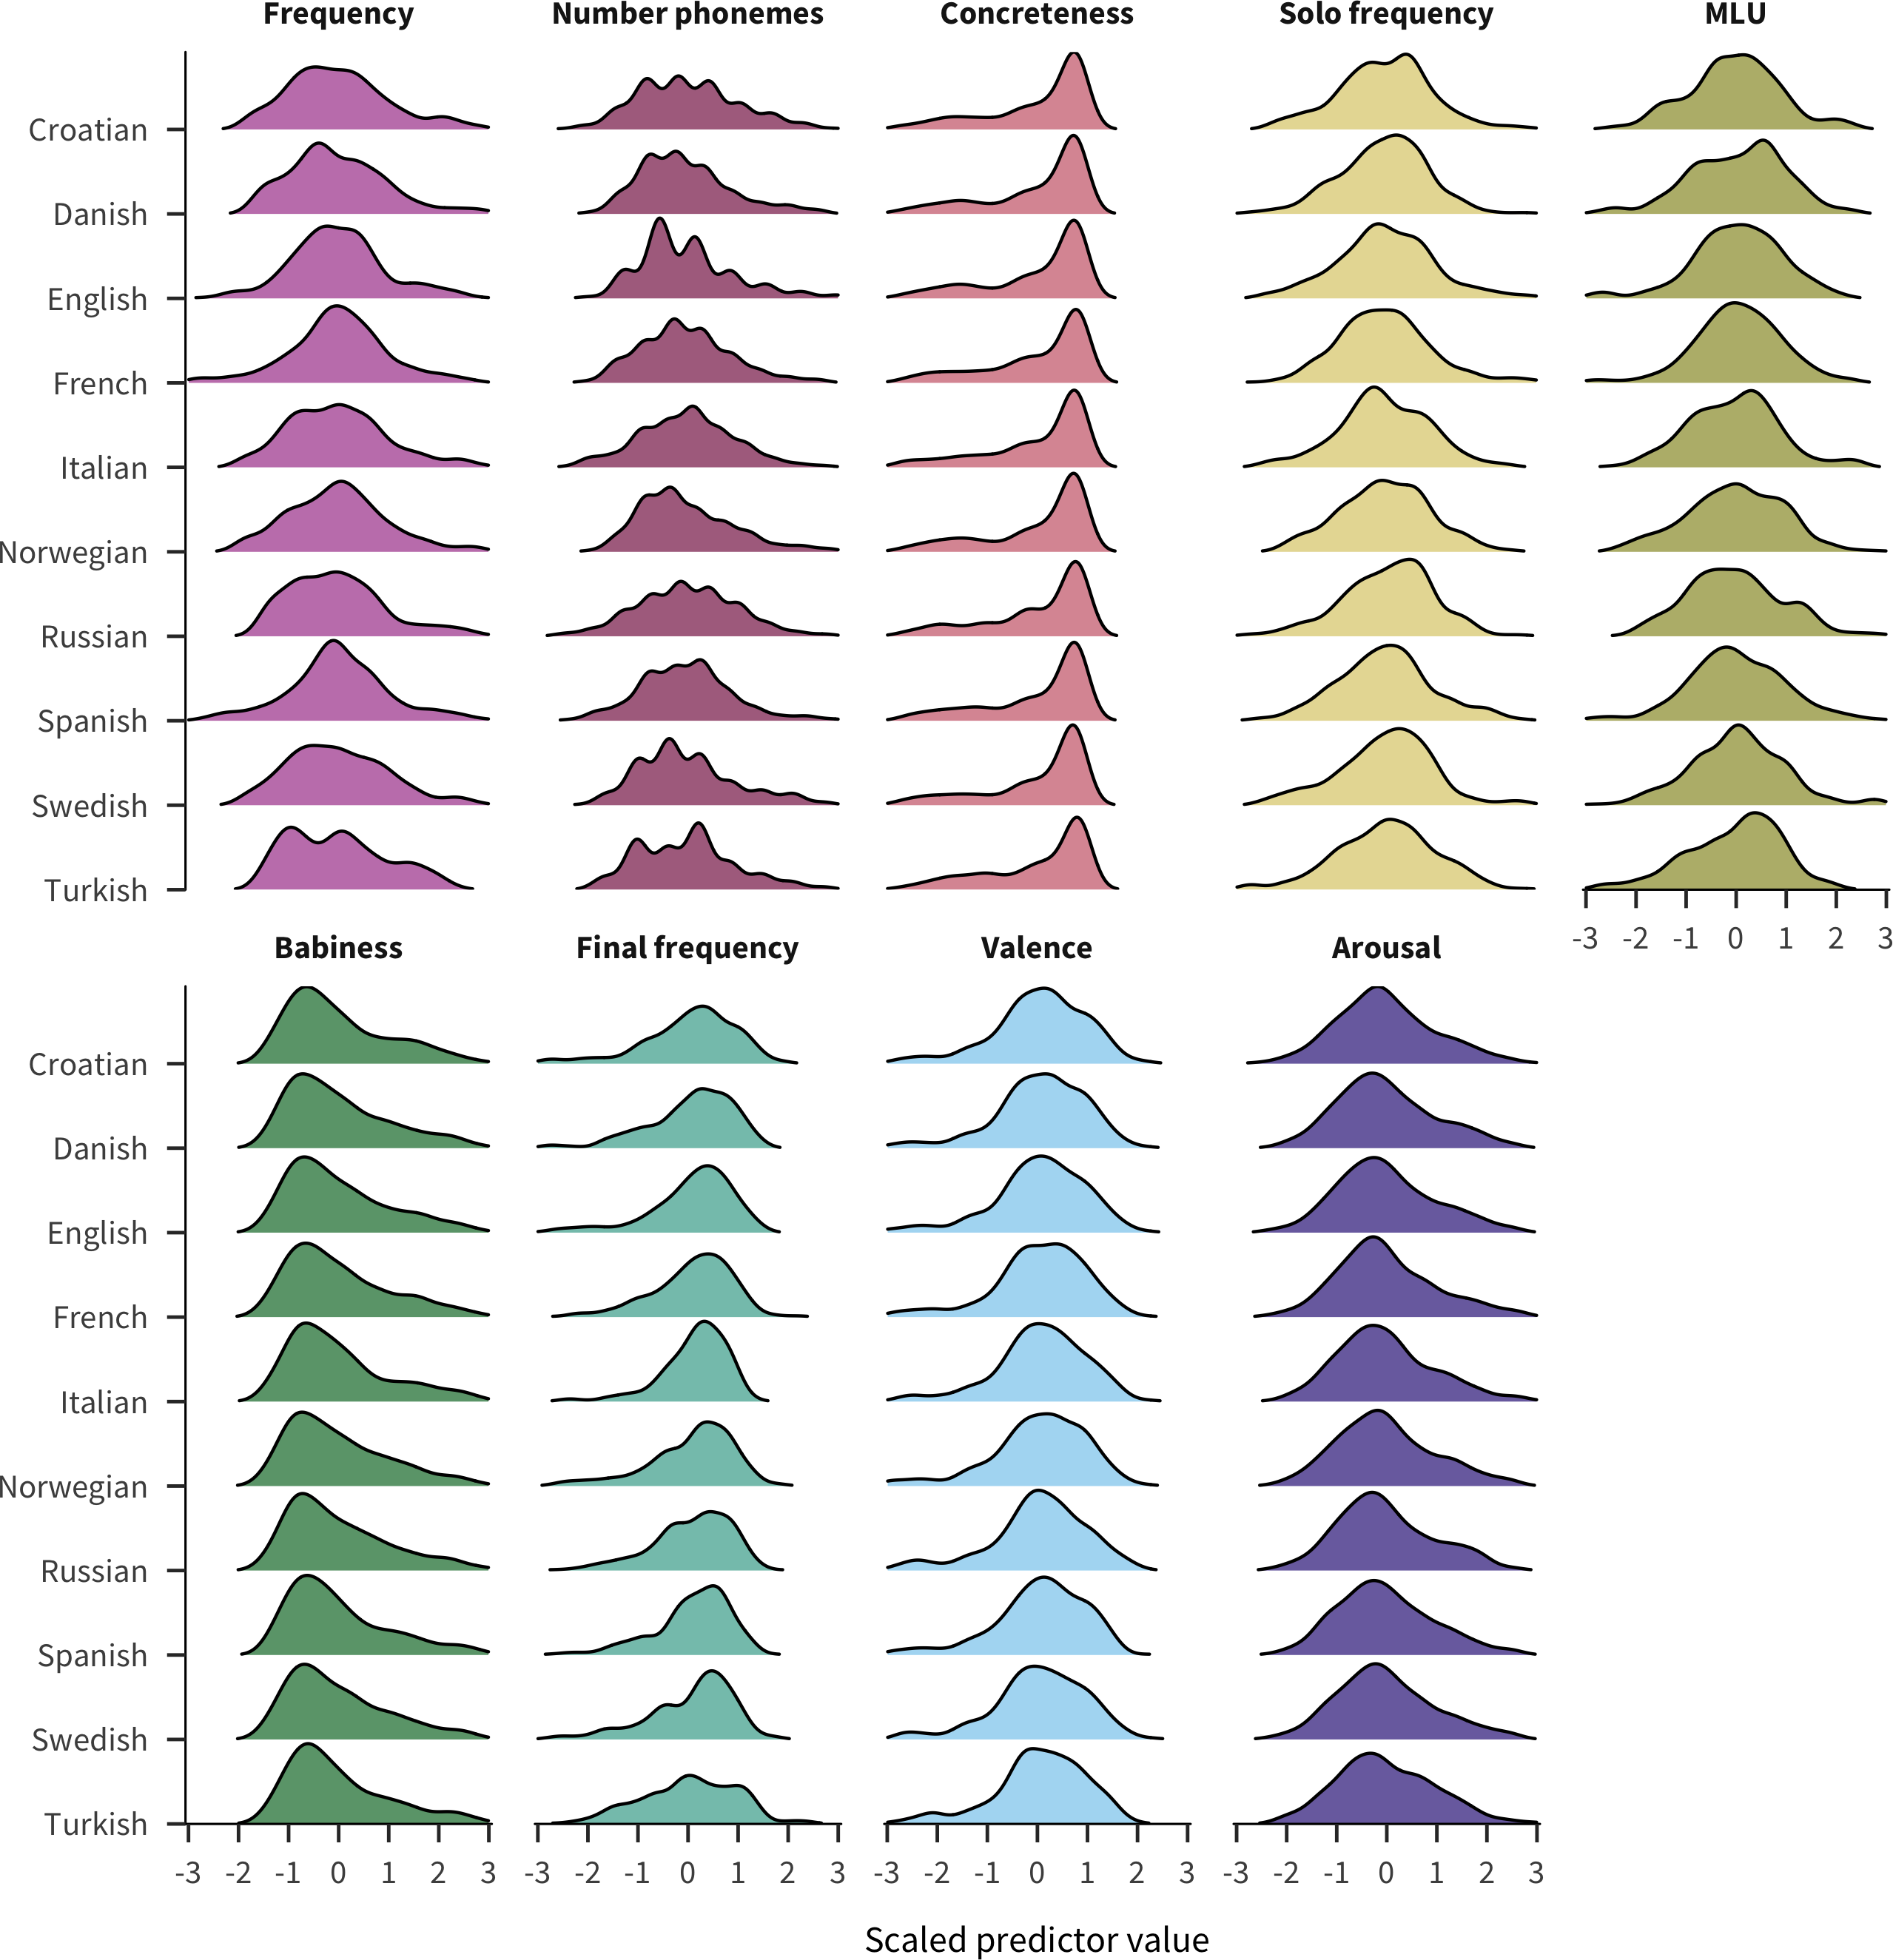 Frequency Number phonemes Concreteness Solo frequency MLU
Croatian
Danish
English
French
Italian
Norwegian
Russian
Spanish
Swedish
Turkish
-3 -2 -1 0 1 2 3
Babiness Final frequency Valence Arousal
Croatian
Danish
English
French
Italian
Norwegian
Russian
Spanish
Swedish
Turkish
-3 -2 -1 0 1 2 3 -3 -2 -1 0 1 2 3 -3 -2 -1 0 1 2 3 -3 -2 -1 0 1 2 3
Scaled predictor value